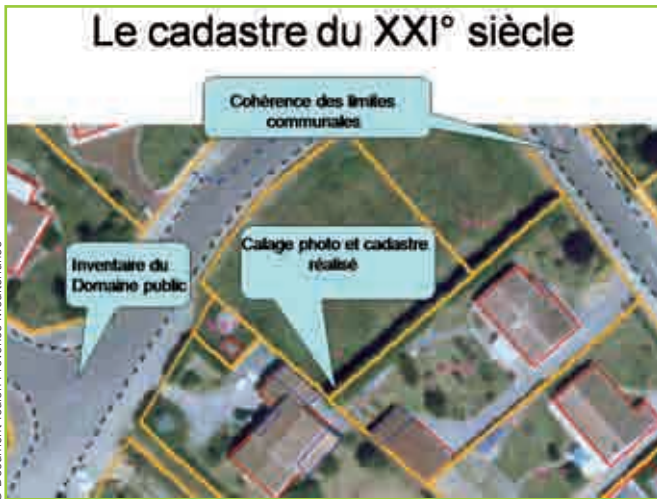 Le cadastre du XXI° siècle
Cohérence des limites
communales
Calage photo et cadastre
réalisé
Inventaire du
Domaine public